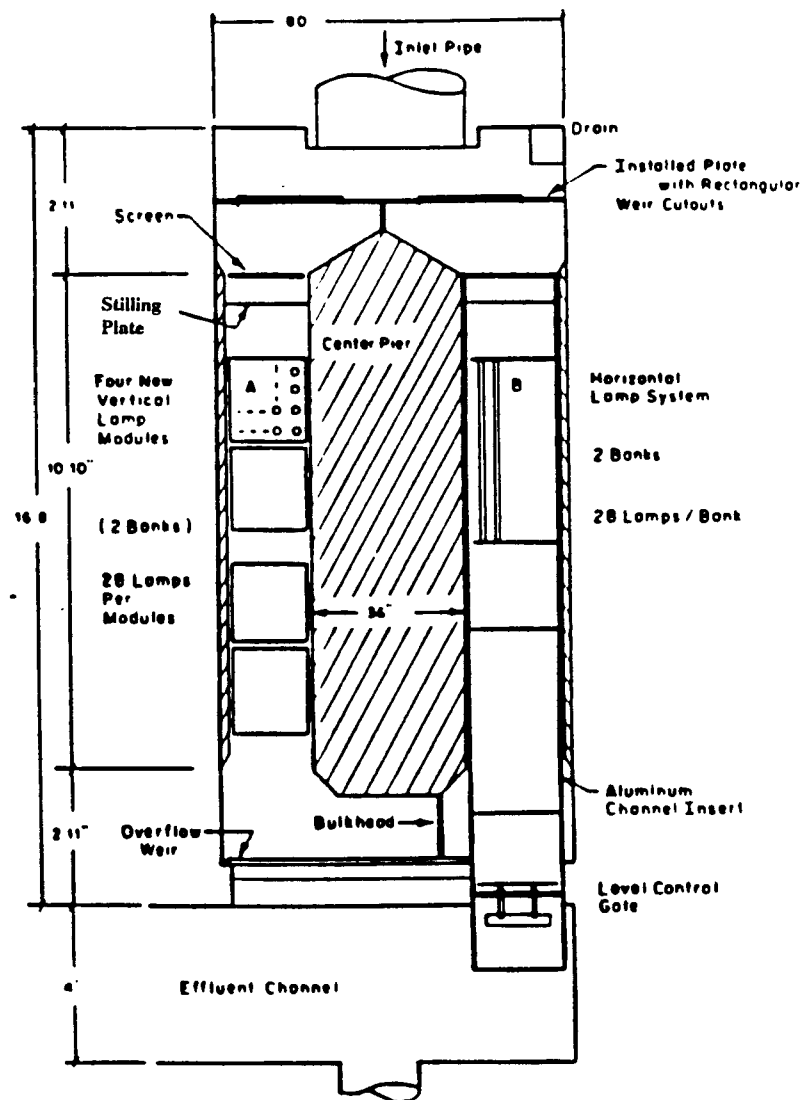 80
Inlet Pipe
Drain
Installed Plate
with Rectangular
Weir Cutouts
2 11
Screen
Stilling
Plate
Center Pier
A
B
Four New
Vertical
Lamp
Modules
Horizontal
Lamp System
2 Banks
10 10"
16 8
(2 Banks)
28 Lamps / Bank
28 Lamps
Per
Modules
36"
Aluminum
Channel Insert
2 11"
Overflow
Weir
Bulkhead
Level Control
Gate
4'
Effluent Channel